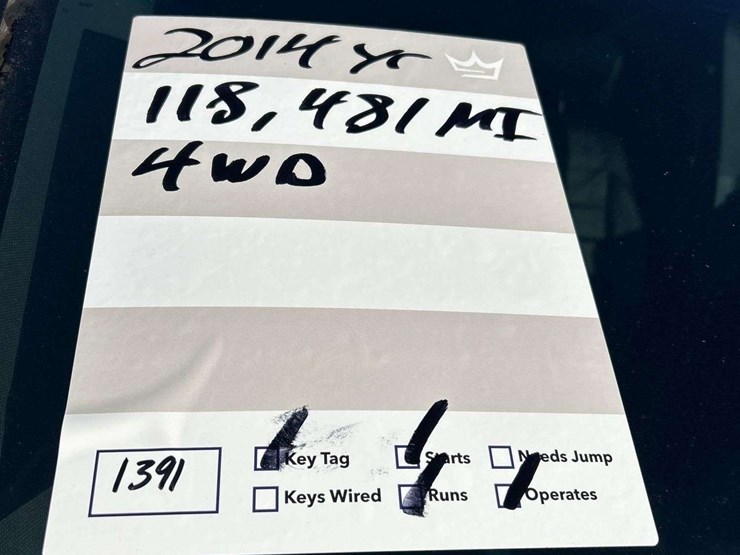 2014 yr
118,481 MI
4WD
1391
Key Tag Starts Needs Jump
Keys Wired Runs Operates